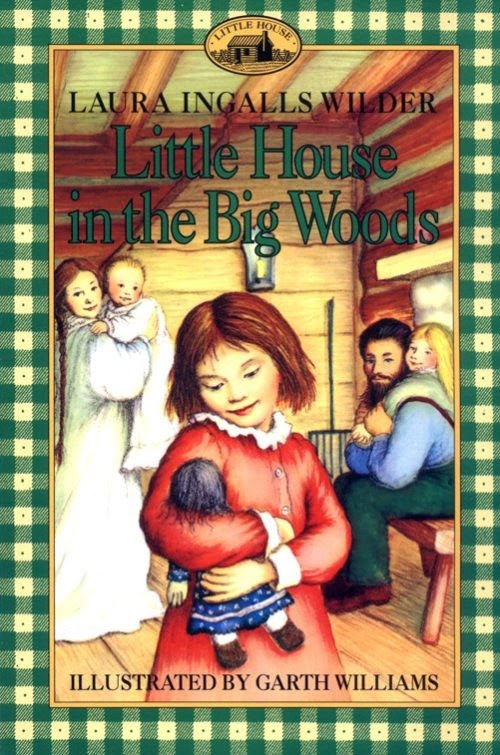 LITTLE HOUSE
LAURA INGALLS WILDER
Little House
in the Big Woods
ILLUSTRATED BY GARTH WILLIAMS